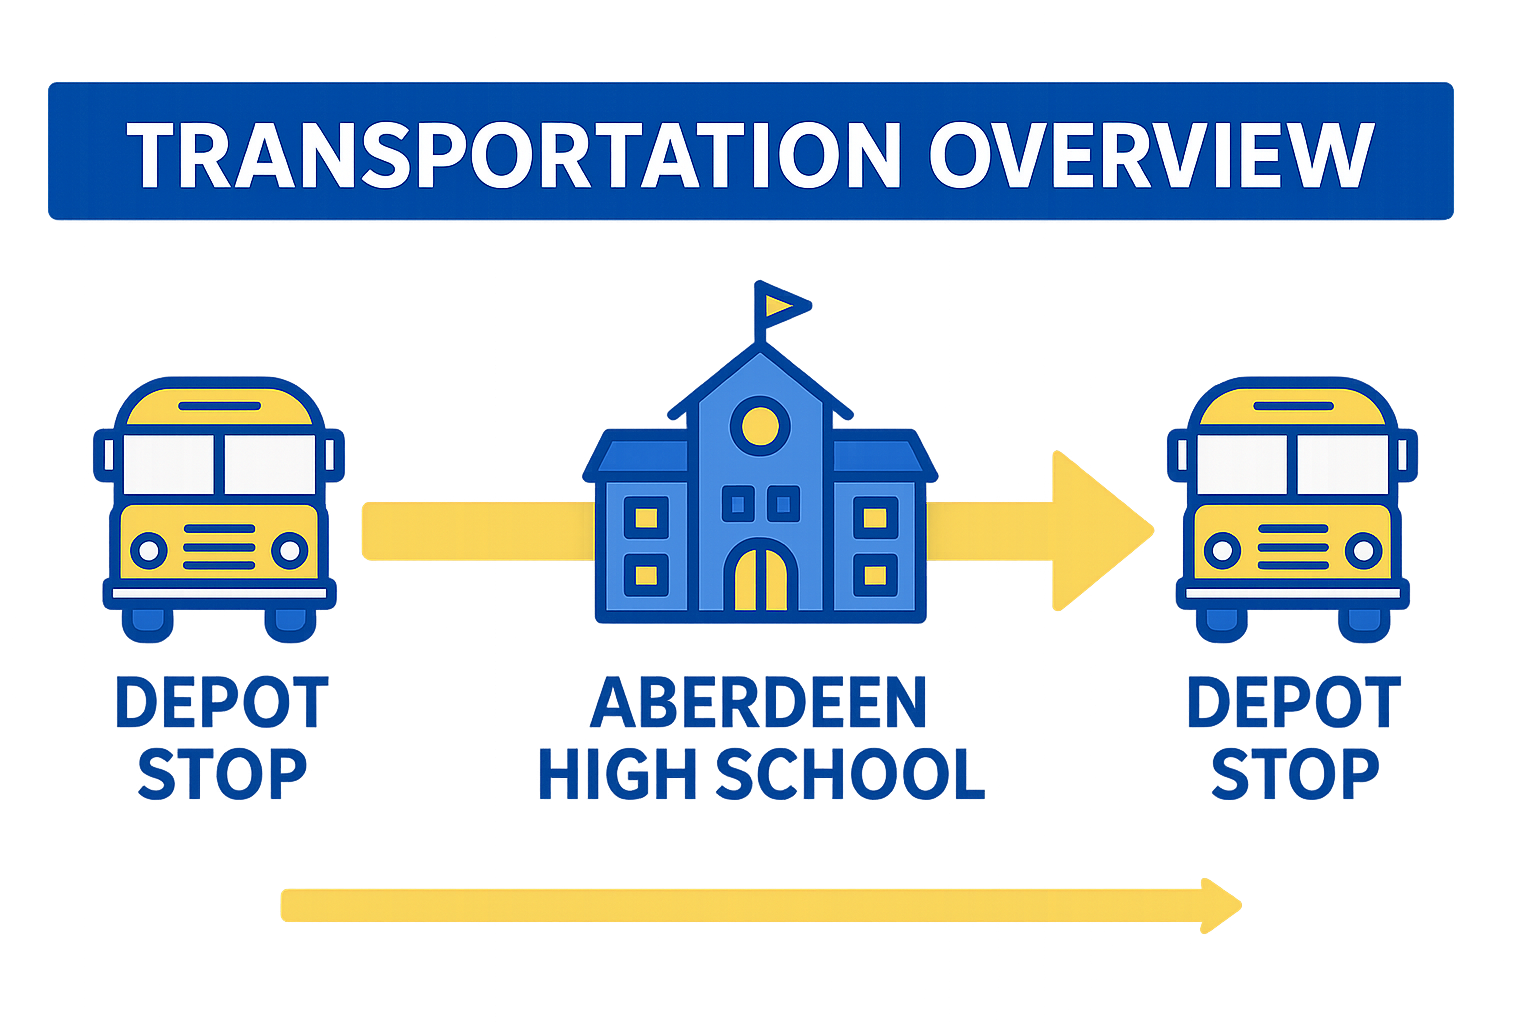 TRANSPORTATION OVERVIEW
DEPOT
STOP
ABERDEEN
HIGH SCHOOL
DEPOT
STOP